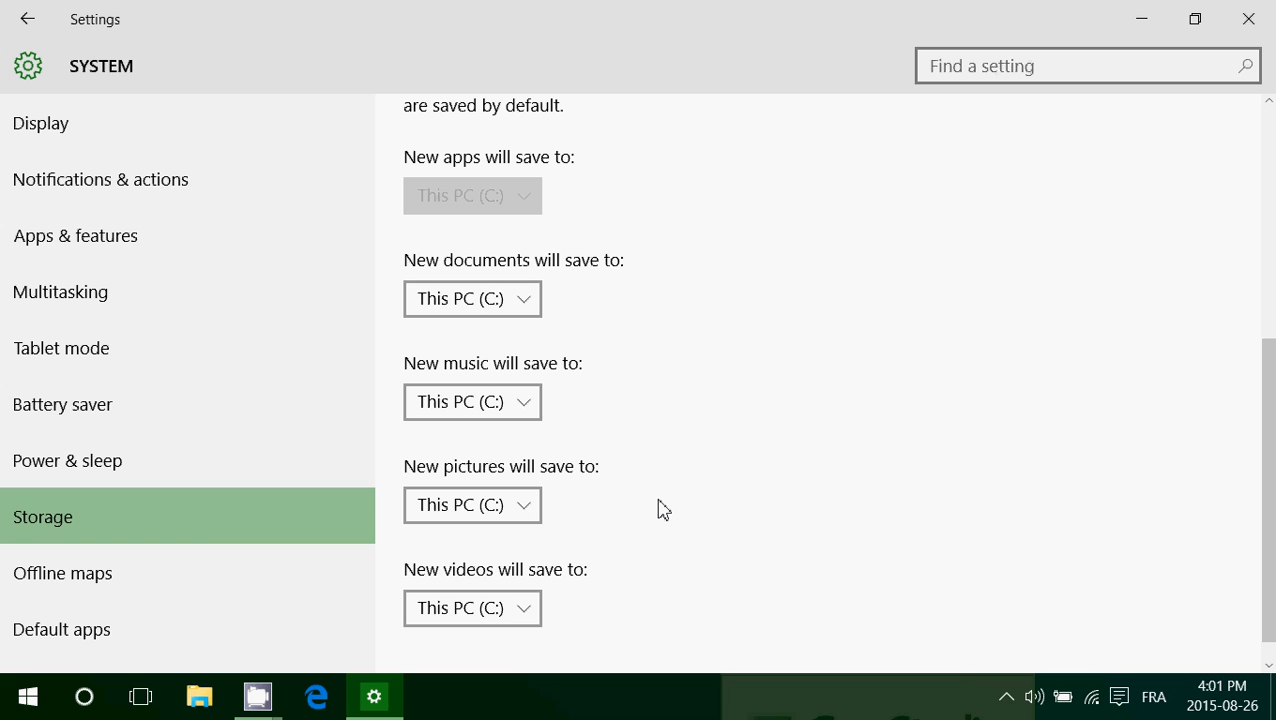 Settings
SYSTEM
Find a setting
Display
Notifications & actions
Apps & features
Multitasking
Tablet mode
Battery saver
Power & sleep
Storage
Offline maps
Default apps
are saved by default.
New apps will save to:
This PC (C:)
New documents will save to:
This PC (C:)
New music will save to:
This PC (C:)
New pictures will save to:
This PC (C:)
New videos will save to:
This PC (C:)
FRA
4:01 PM
2015-08-26